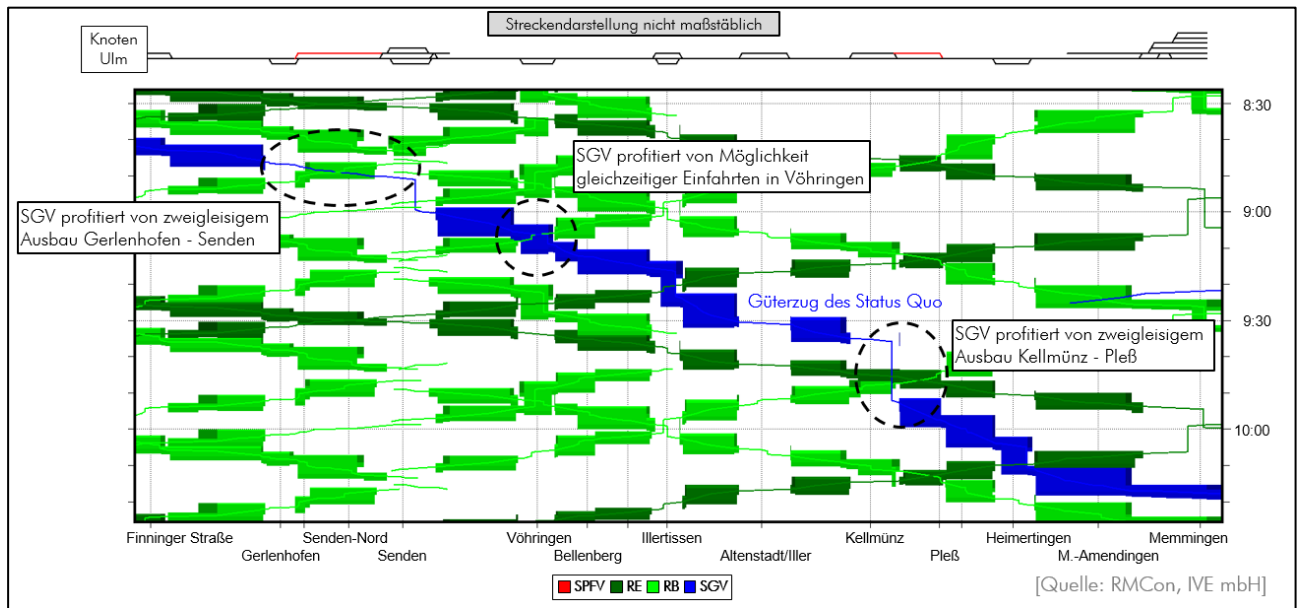 Streckendarstellung nicht maßstäblich
Knoten
Ulm
8:30
9:00
9:30
10:00
SGV profitiert von Möglichkeit
gleichzeitiger Einfahrten in Vöhringen
SGV profitiert von zweigleisigem
Ausbau Gerlenhofen - Senden
Güterzug des Status Quo
SGV profitiert von zweigleisigem
Ausbau Kellmünz - Pleß
Finninger Straße
Senden-Nord
Vöhringen
Illertissen
Kellmünz
Heimertingen
Memmingen
Gerlenhofen
Senden
Bellenberg
Altenstadt/Iller
Pleß
M.-Amendingen
SPFV RE RB SGV
[Quelle: RMCon, IVE mbH]